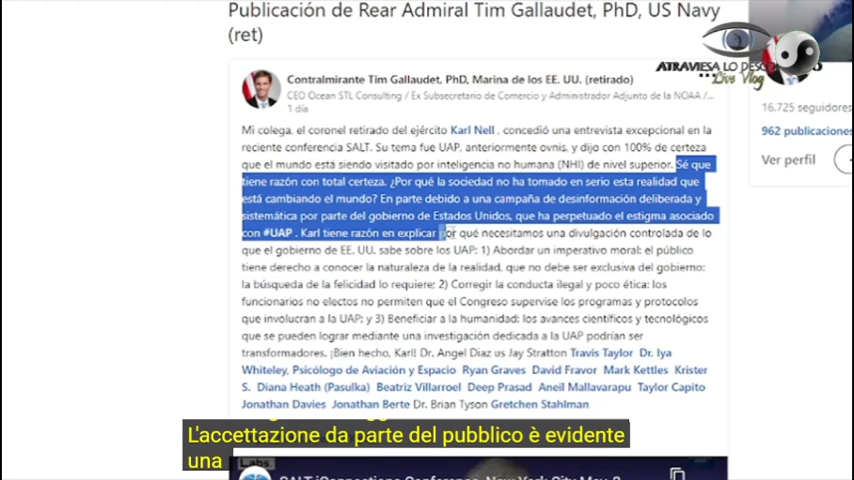 Publicación de Rear Admiral Tim Gallaudet, PhD, US Navy
(ret)
ATRAVIESA LO DESCO
Live Vlog
Contralmirante Tim Gallaudet, PhD, Marina de los EE. UU. (retirado)
CEO Ocean STL Consulting / Ex Subsecretario de Comercio y Administrador Adjunto de la NOAA /...
1 día
16.725 seguidores
962 publicaciones
Ver perfil
Mi colega, el coronel retirado del ejército Karl Nell , concedió una entrevista excepcional en la
reciente conferencia SALT. Su tema fue UAP, anteriormente ovnis, y dijo con 100% de certeza
que el mundo está siendo visitado por inteligencia no humana (NHI) de nivel superior. Sé que
tiene razón con total certeza. ¿Por qué la sociedad no ha tomado en serio esta realidad que
está cambiando el mundo? En parte debido a una campaña de desinformación deliberada y
sistemática por parte del gobierno de Estados Unidos, que ha perpetuado el estigma asociado
con #UAP . Karl tiene razón en explicar por qué necesitamos una divulgación controlada de lo
que el gobierno de EE. UU. sabe sobre los UAP: 1) Abordar un imperativo moral: el público
tiene derecho a conocer la naturaleza de la realidad, que no debe ser exclusiva del gobierno:
la búsqueda de la felicidad lo requiere; 2) Corregir la conducta ilegal y poco ética: los
funcionarios no electos no permiten que el Congreso supervise los programas y protocolos
que involucran a la UAP; y 3) Beneficiar a la humanidad: los avances científicos y tecnológicos
que se pueden lograr mediante una investigación dedicada a la UAP podrían ser
transformadores. ¡Bien hecho, Karl! Dr. Angel Diaz us Jay Stratton Travis Taylor Dr. Iya
Whiteley, Psicólogo de Aviación y Espacio Ryan Graves David Fravor Mark Kettles Krister
S. Diana Heath (Pasulka) Beatriz Villarroel Deep Prasad Aneil Mallavarapu Taylor Capito
Jonathan Davies Jonathan Berte Dr. Brian Tyson Gretchen Stahlman
L'accettazione da parte del pubblico è evidente
una
Labs